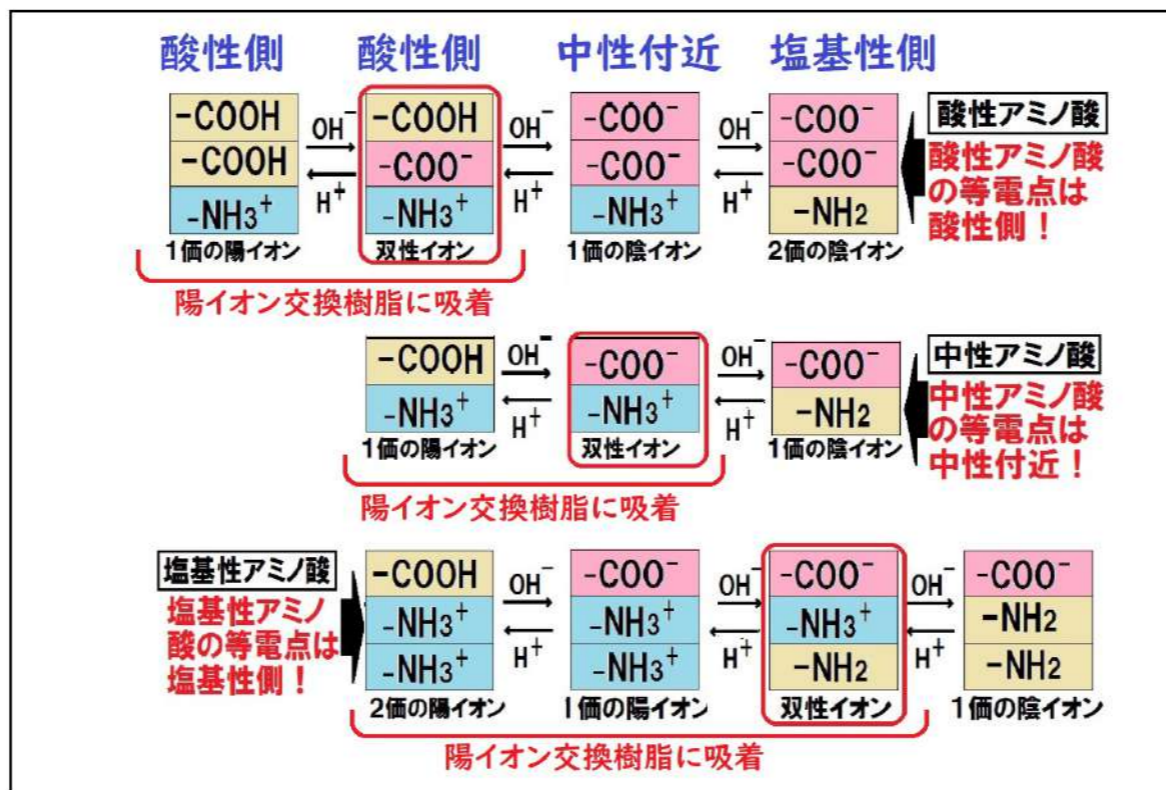 酸性側 酸性側 中性付近 塩基性側
-COOH OH⁻ -COOH OH⁻ -COO⁻ OH⁻ -COO⁻
-COOH -COO⁻ -COO⁻ -COO⁻
H⁺ H⁺ H⁺
-NH3⁺ -NH3⁺ -NH3⁺ -NH2
1価の陽イオン 双性イオン 1価の陰イオン 2価の陰イオン
酸性アミノ酸
酸性アミノ酸
の等電点は
酸性側！
陽イオン交換樹脂に吸着
-COOH OH⁻ -COO⁻ OH⁻ -COO⁻
-NH3⁺ H⁺ -NH3⁺ H⁺ -NH2
1価の陽イオン 双性イオン 1価の陰イオン
中性アミノ酸
中性アミノ酸
の等電点は
中性付近！
陽イオン交換樹脂に吸着
塩基性アミノ酸
塩基性アミノ
酸の等電点は
塩基性側！
-COOH OH⁻ -COO⁻ OH⁻ -COO⁻ OH⁻ -COO⁻
-NH3⁺ -NH3⁺ -NH3⁺ -NH2
H⁺ H⁺ H⁺
-NH3⁺ -NH3⁺ -NH2 -NH2
2価の陽イオン 1価の陽イオン 双性イオン 1価の陰イオン
陽イオン交換樹脂に吸着